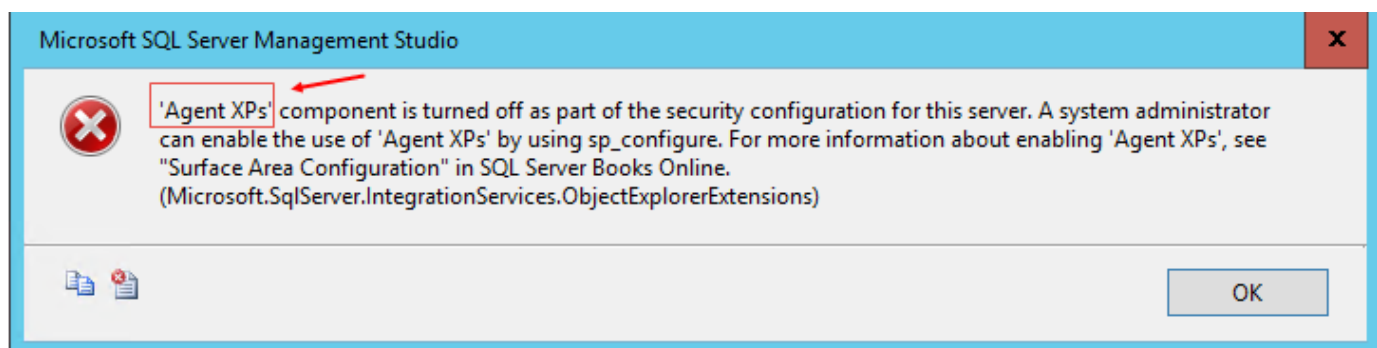 Microsoft SQL Server Management Studio
x
'Agent XPs' component is turned off as part of the security configuration for this server. A system administrator
can enable the use of 'Agent XPs' by using sp_configure. For more information about enabling 'Agent XPs', see
"Surface Area Configuration" in SQL Server Books Online.
(Microsoft.SqlServer.IntegrationServices.ObjectExplorerExtensions)
OK